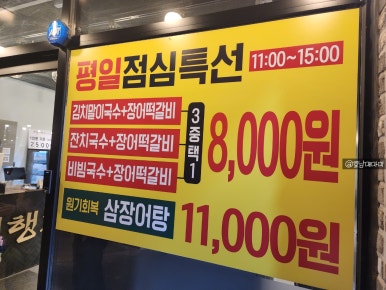 평일점심특선 11:00~15:00
김치말이국수+장어떡갈비
잔치국수+장어떡갈비
비빔국수+장어떡갈비
3중택1
8,000원
원기회복 삼장어탕 11,000원
행